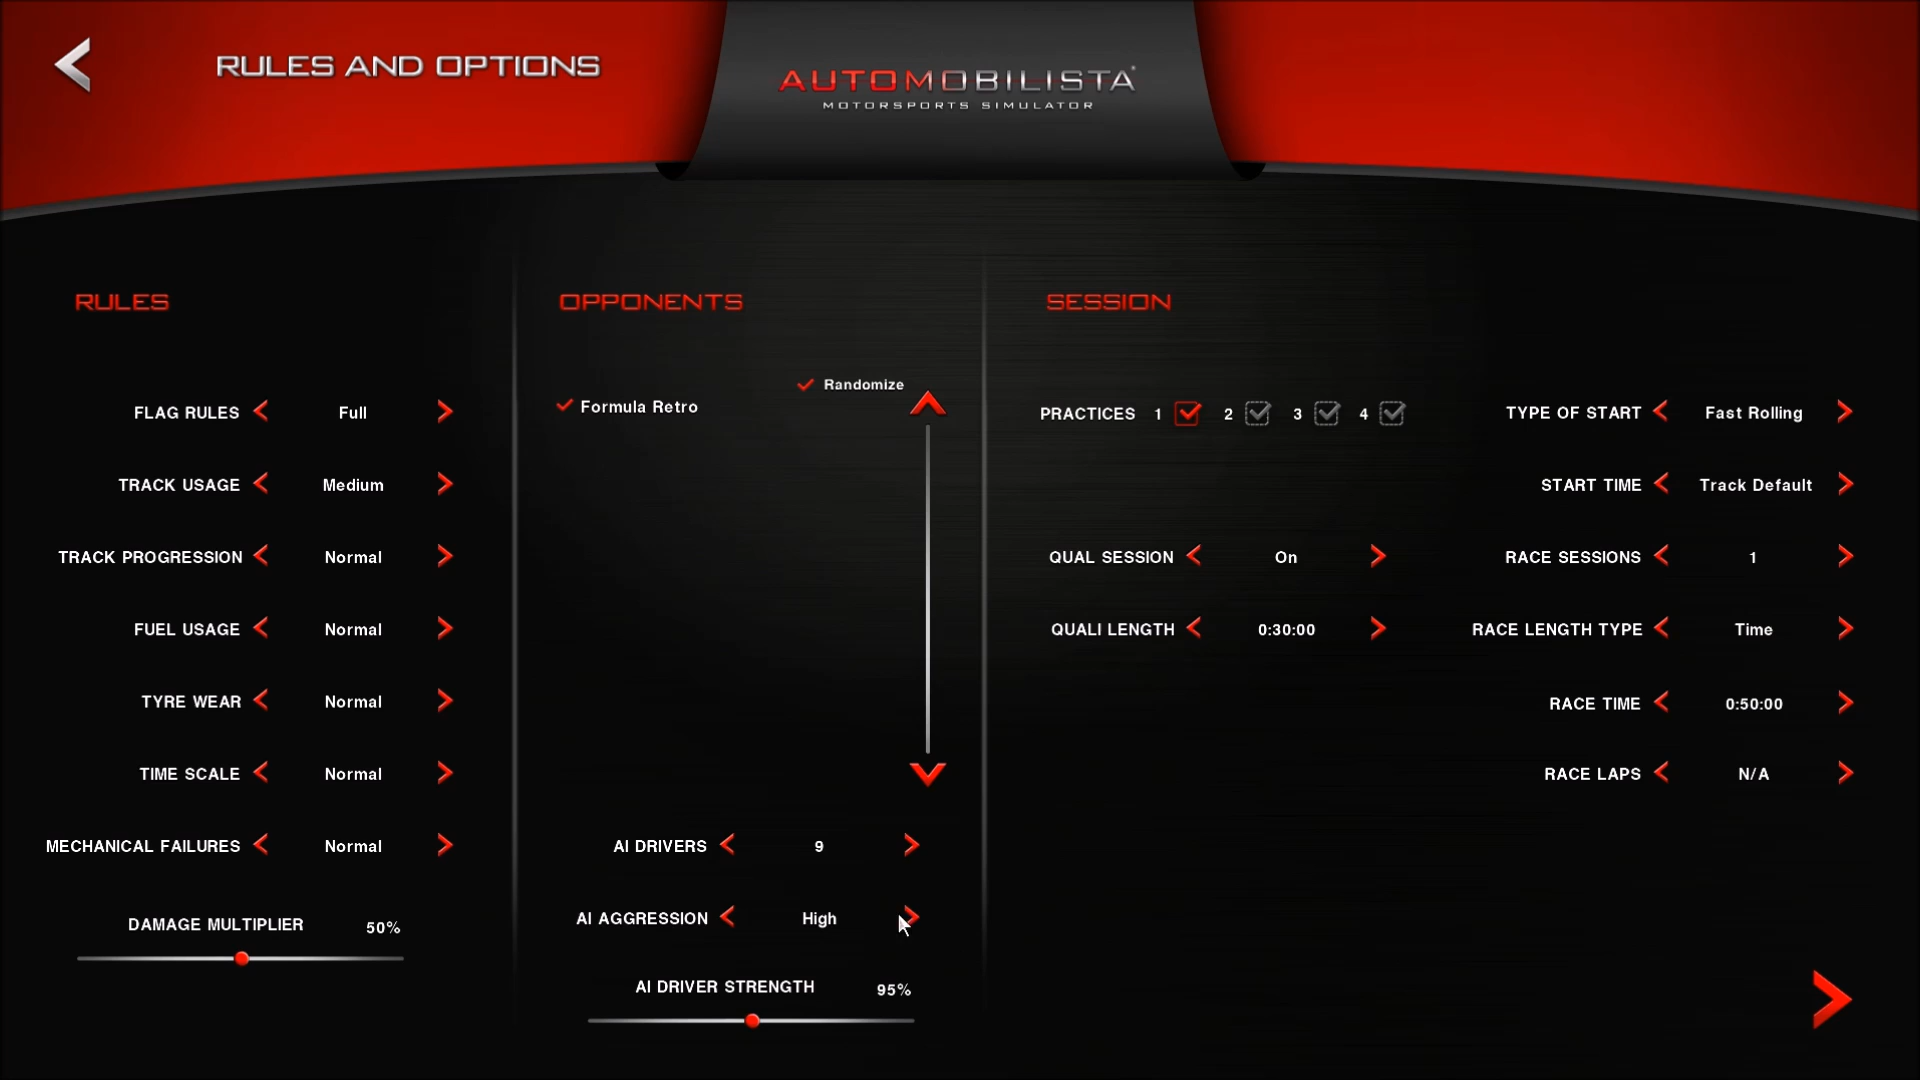 RULES AND OPTIONS
AUTOMOBILISTA
MOTORSPORTS SIMULATOR
RULES
FLAG RULES Full
TRACK USAGE Medium
TRACK PROGRESSION Normal
FUEL USAGE Normal
TYRE WEAR Normal
TIME SCALE Normal
MECHANICAL FAILURES Normal
DAMAGE MULTIPLIER 50%
OPPONENTS
Randomize
Formula Retro
AI DRIVERS 9
AI AGGRESSION High
AI DRIVER STRENGTH 95%
SESSION
PRACTICES 1 2 3 4
QUAL SESSION On
QUALI LENGTH 0:30:00
TYPE OF START Fast Rolling
START TIME Track Default
RACE SESSIONS 1
RACE LENGTH TYPE Time
RACE TIME 0:50:00
RACE LAPS N/A